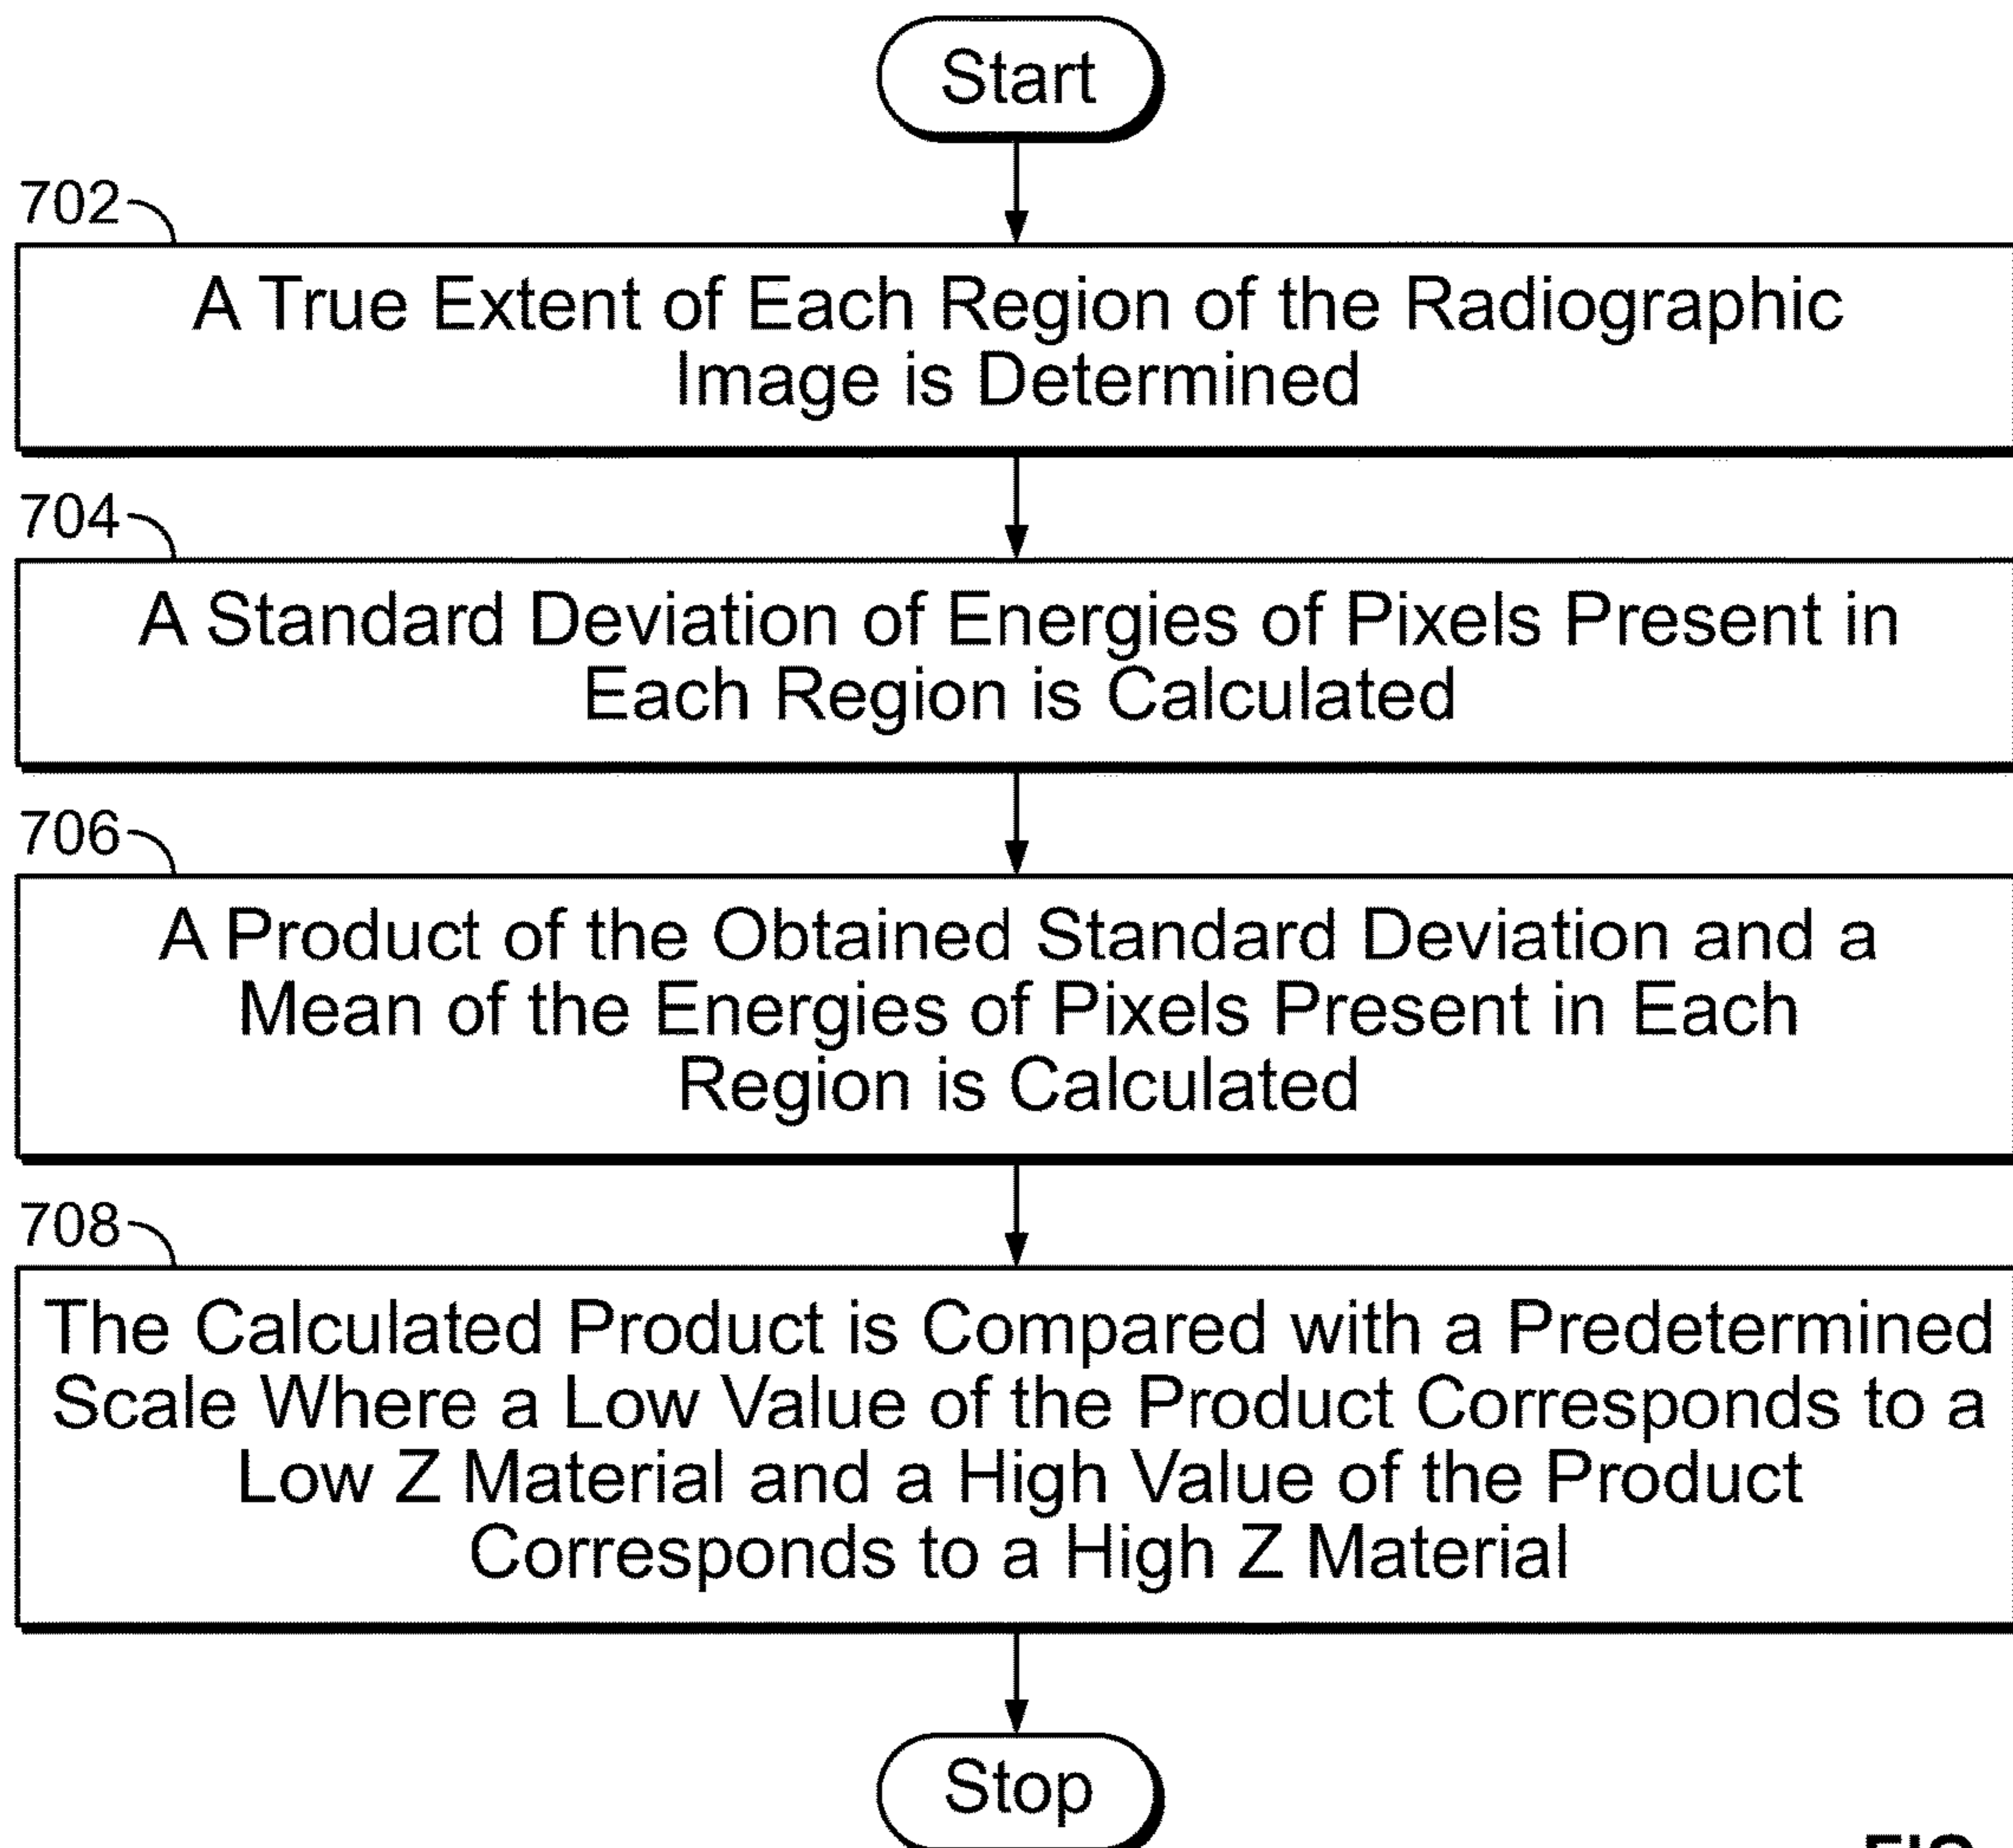 Start
702
A True Extent of Each Region of the Radiographic
Image is Determined
704
A Standard Deviation of Energies of Pixels Present in
Each Region is Calculated
706
A Product of the Obtained Standard Deviation and a
Mean of the Energies of Pixels Present in Each
Region is Calculated
708
The Calculated Product is Compared with a Predetermined
Scale Where a Low Value of the Product Corresponds to a
Low Z Material and a High Value of the Product
Corresponds to a High Z Material
Stop